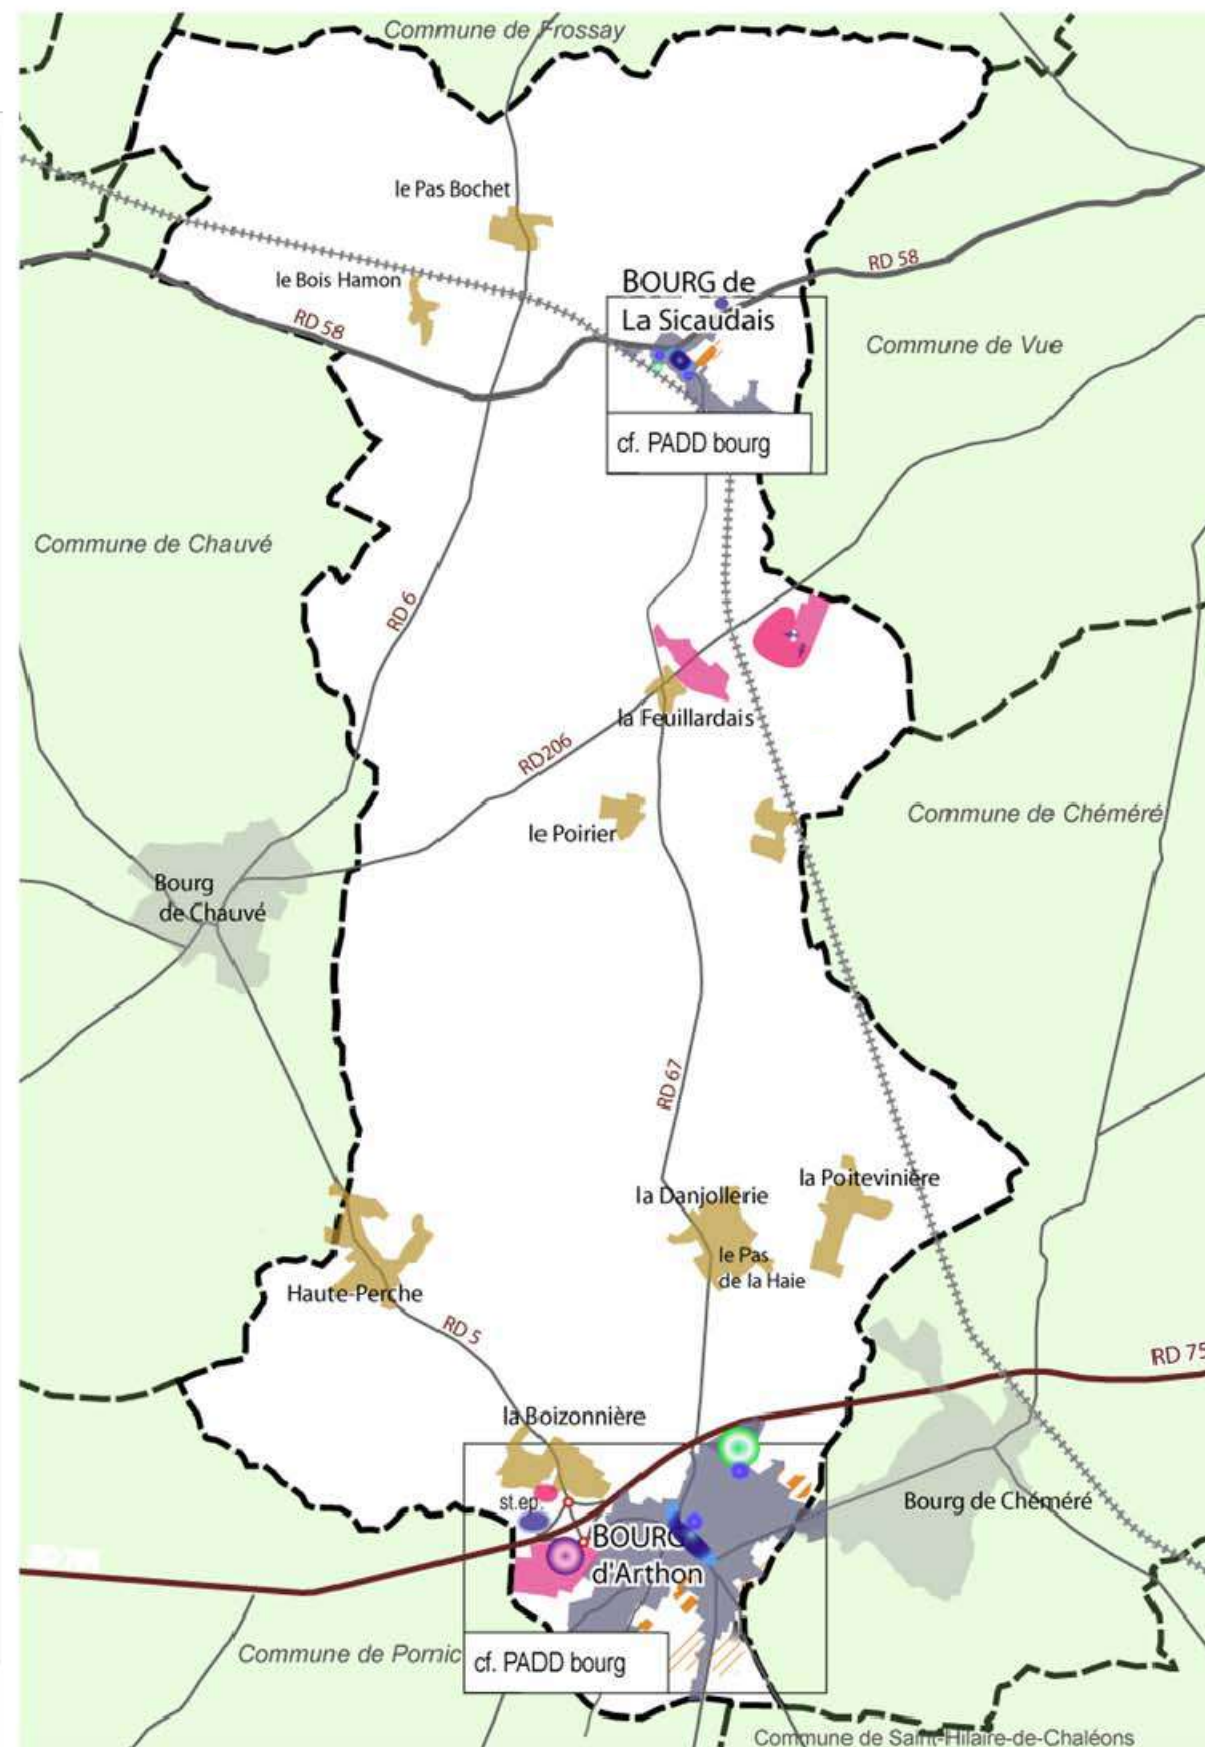 Commune de Frossay
le Pas Bochet
RD 58
le Bois Hamon
BOURG de
La Sicaudais
RD 58
Commune de Vue
cf. PADD bourg
Commune de Chauvé
RD 6
la Feuillardais
RD206
Commune de Chéméré
le Poirier
Bourg
de Chauvé
RD 67
la Poitevinière
la Danjollerie
le Pas
de la Haie
Haute-Perche
RD 5
RD 75
la Boizonnière
st.ep.
Bourg de Chéméré
BOURG
d'Arthon
Commune de Pornic
cf. PADD bourg
Commune de Saint-Hilaire-de-Chaléons